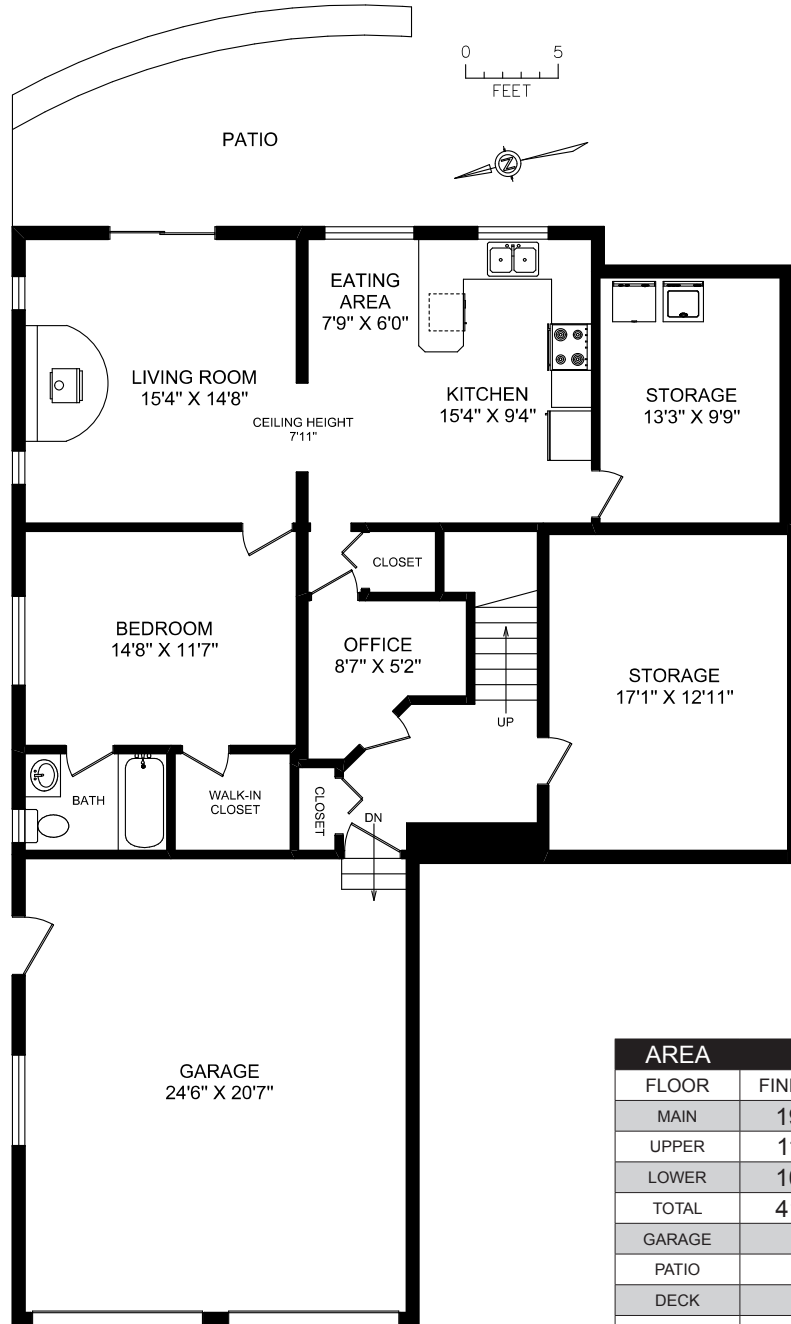 0 5
FEET
PATIO
N
EATING
AREA
7'9" X 6'0"
LIVING ROOM
15'4" X 14'8"
CEILING HEIGHT
7'11"
KITCHEN
15'4" X 9'4"
STORAGE
13'3" X 9'9"
CLOSET
BEDROOM
14'8" X 11'7"
OFFICE
8'7" X 5'2"
UP
STORAGE
17'1" X 12'11"
BATH
WALK-IN
CLOSET
CLOSET
DN
GARAGE
24'6" X 20'7"
AREA
FLOOR
MAIN
UPPER
LOWER
TOTAL
GARAGE
PATIO
DECK